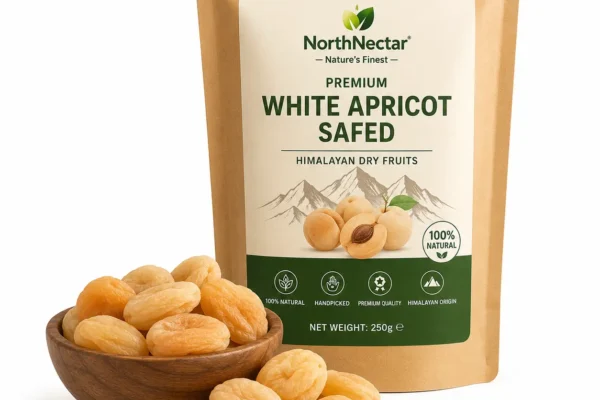 NorthNectar®
— Nature's Finest —
PREMIUM
WHITE APRICOT
SAFED
HIMALAYAN DRY FRUITS
100%
NATURAL
100% NATURAL
HANDPICKED
PREMIUM QUALITY
HIMALAYAN ORIGIN
NET WEIGHT: 250g ℮